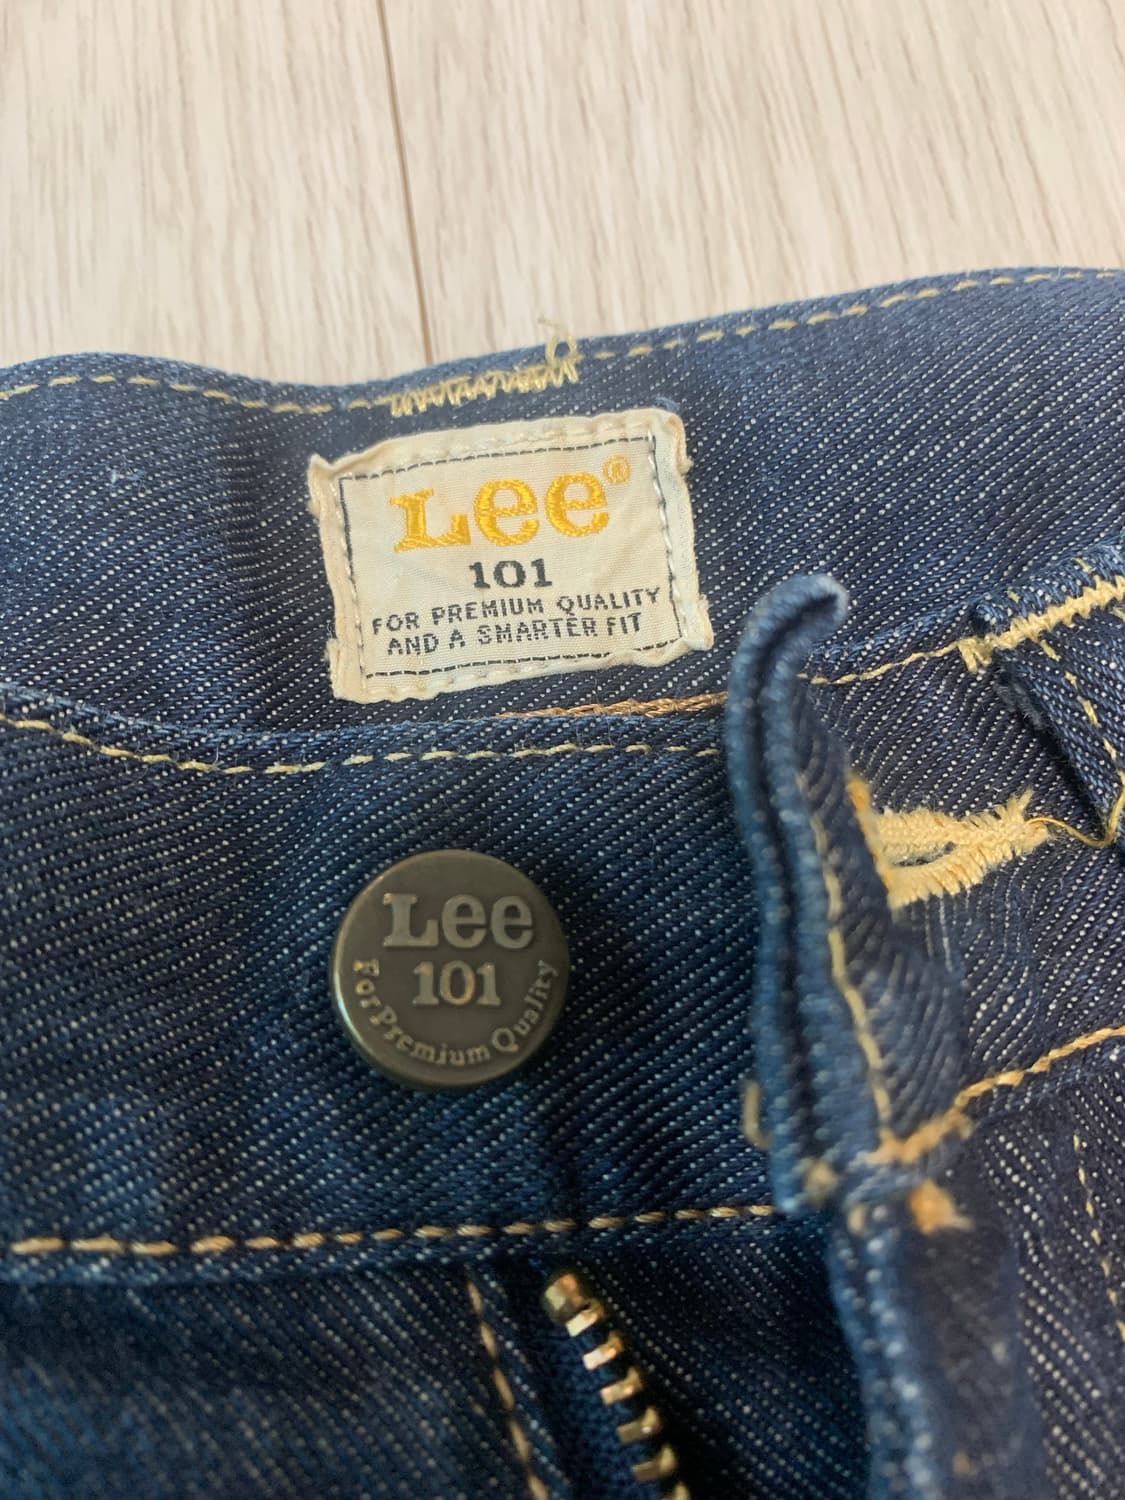 Lee®
101
FOR PREMIUM QUALITY
AND A SMARTER FIT
Lee
101
For Premium Quality